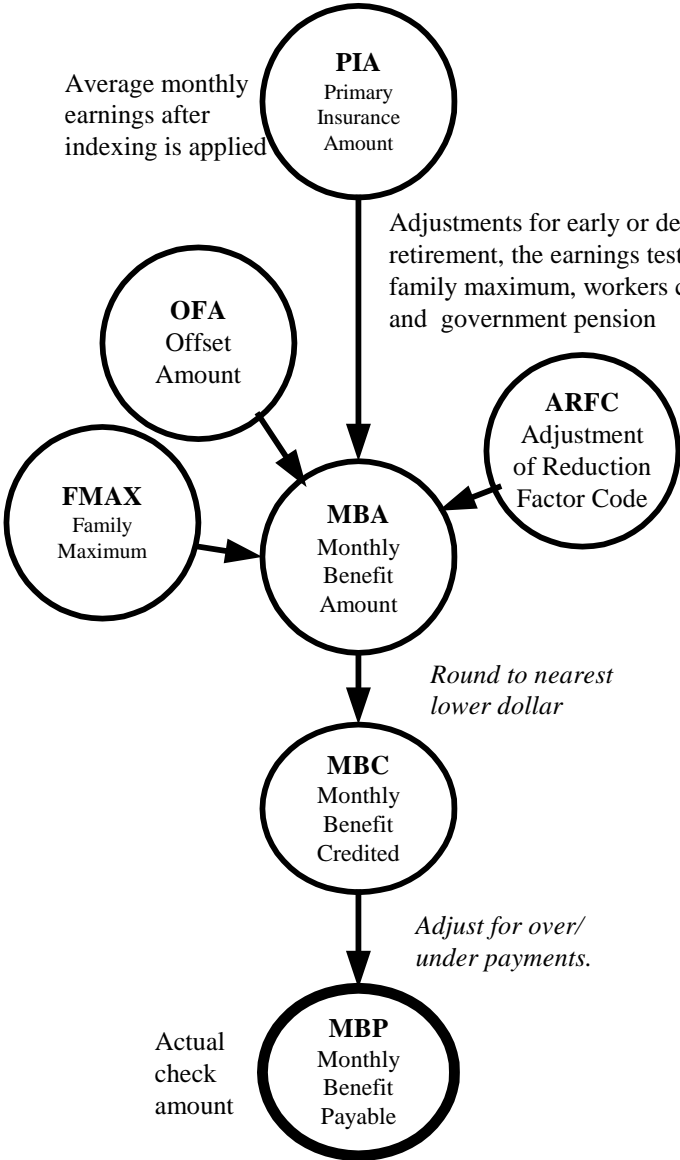 PIA
Primary
Insurance
Amount
Average monthly
earnings after
indexing is applied
Adjustments for early or de
retirement, the earnings test
family maximum, workers c
and government pension
OFA
Offset
Amount
ARFC
Adjustment
of Reduction
Factor Code
FMAX
Family
Maximum
MBA
Monthly
Benefit
Amount
Round to nearest
lower dollar
MBC
Monthly
Benefit
Credited
Adjust for over/
under payments.
MBP
Monthly
Benefit
Payable
Actual
check
amount